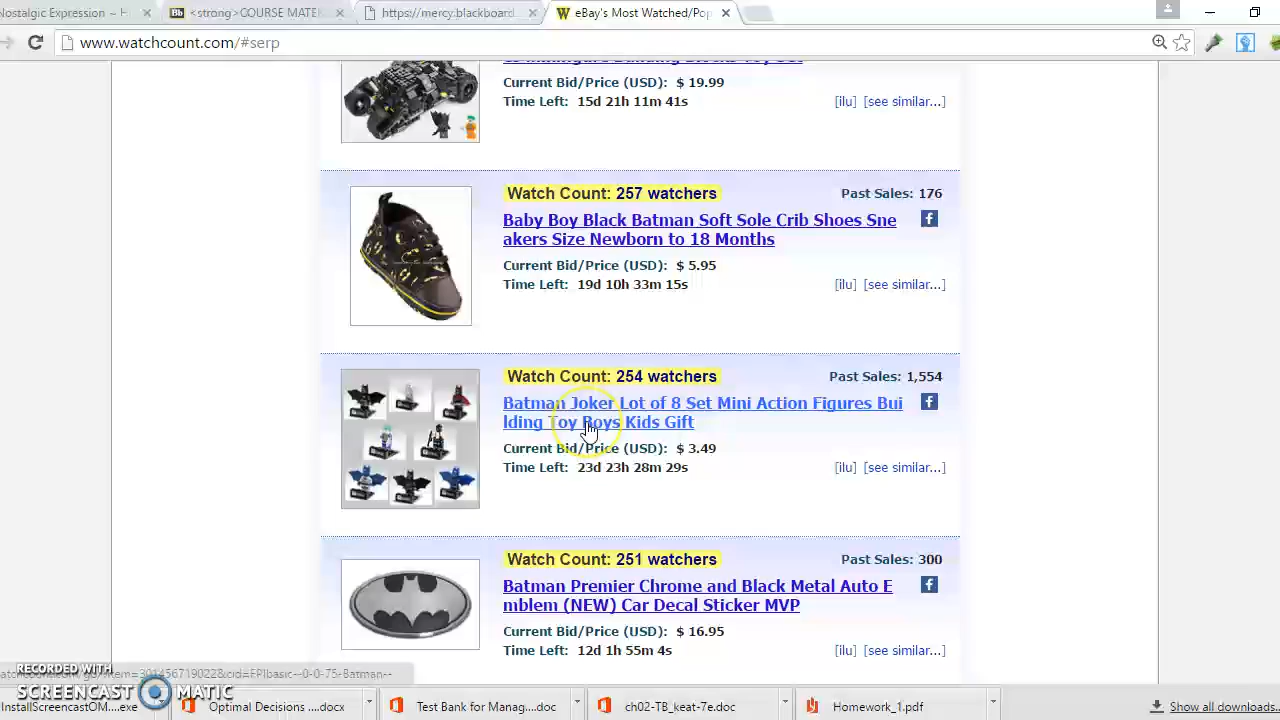 Nostalgic Expression -- H
Bb <strong>COURSE MATER
https://mercy.blackboard
W eBay's Most Watched/Pop
www.watchcount.com/#serp
Current Bid/Price (USD): $ 19.99
Time Left: 15d 21h 11m 41s [ilu] [see similar...]
Watch Count: 257 watchers Past Sales: 176
Baby Boy Black Batman Soft Sole Crib Shoes Sne
akers Size Newborn to 18 Months
Current Bid/Price (USD): $ 5.95
Time Left: 19d 10h 33m 15s [ilu] [see similar...]
Watch Count: 254 watchers Past Sales: 1,554
Batman Joker Lot of 8 Set Mini Action Figures Bui
lding Toy Boys Kids Gift
Current Bid/Price (USD): $ 3.49
Time Left: 23d 23h 28m 29s [ilu] [see similar...]
Watch Count: 251 watchers Past Sales: 300
Batman Premier Chrome and Black Metal Auto E
mblem (NEW) Car Decal Sticker MVP
Current Bid/Price (USD): $ 16.95
Time Left: 12d 1h 55m 4s [ilu] [see similar...]
RECORDED WITH
SCREENCAST MATIC
InstallScreencastOM....exe
Optimal Decisions ....docx
Test Bank for Manag....doc
ch02-TB_keat-7e.doc
Homework_1.pdf
Show all downloads.